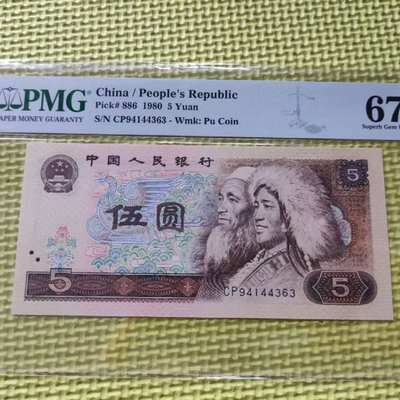 PMG
PAPER MONEY GUARANTY
China / People's Republic
Pick# 886 1980 5 Yuan
S/N CP94144363 - Wmk: Pu Coin
67
Superb Gem
中国人民银行
5
伍圆
5
5
CP94144363